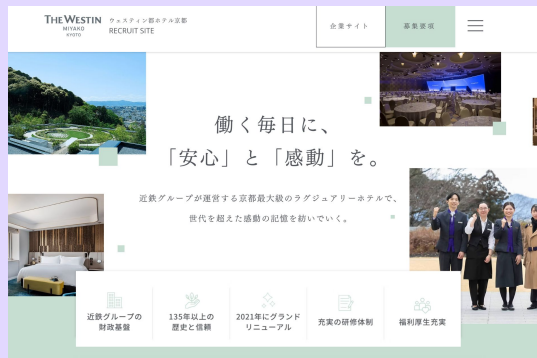 THE WESTIN
MIYAKO
KYOTO
ウェスティン都ホテル京都
RECRUIT SITE
企業サイト
募集要項
働く毎日に、
「安心」と「感動」を。
近鉄グループが運営する京都最大級のラグジュアリーホテルで、
世代を超えた感動の記憶を紡いでいく。
近鉄グループの
財政基盤
135年以上の
歴史と信頼
2021年にグランド
リニューアル
充実の研修体制
福利厚生充実